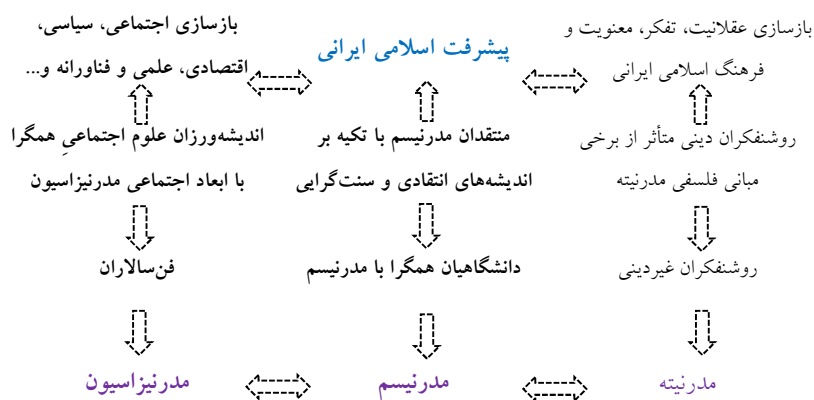 بازسازی عقلانیت، تفکر، معنویت و
فرهنگ اسلامی ایرانی
پیشرفت اسلامی ایرانی
بازسازی اجتماعی، سیاسی،
اقتصادی، علمی و فناورانه و...
روشنفکران دینی متأثر از برخی
مبانی فلسفی مدرنیته
منتقدان مدرنیسم با تکیه بر
اندیشه‌های انتقادی و سنت‌گرایی
اندیشه‌ورزان علوم اجتماعیِ همگرا
با ابعاد اجتماعی مدرنیزاسیون
روشنفکران غیردینی
دانشگاهیان همگرا با مدرنیسم
فن‌سالاران
مدرنیته
مدرنیسم
مدرنیزاسیون